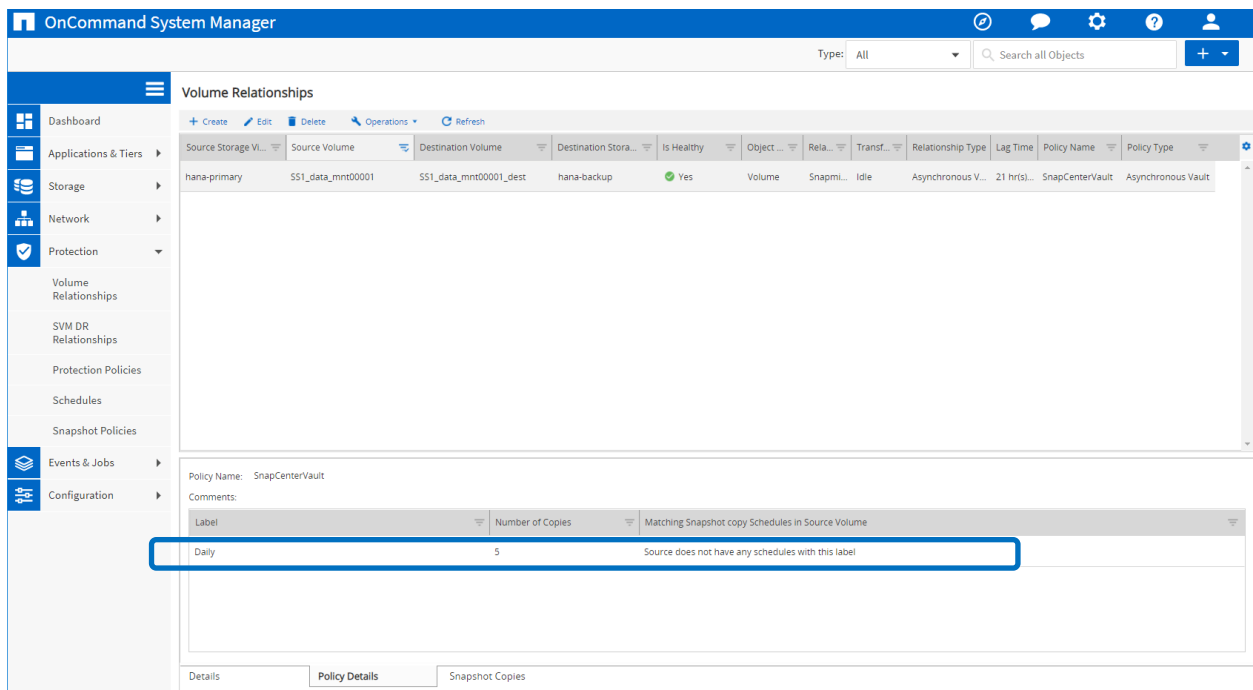 OnCommand System Manager
Type: All Search all Objects
Volume Relationships
Dashboard
Applications & Tiers
Storage
Network
Protection
Volume
Relationships
SVM DR
Relationships
Protection Policies
Schedules
Snapshot Policies
Events & Jobs
Configuration
Create Edit Delete Operations Refresh
Source Storage Vi... Source Volume Destination Volume Destination Stora... Is Healthy Object ... Rela... Transf... Relationship Type Lag Time Policy Name Policy Type
hana-primary SS1_data_mnt00001 SS1_data_mnt00001_dest hana-backup Yes Volume Snapmi... Idle Asynchronous V... 21 hr(s)... SnapCenterVault Asynchronous Vault
Policy Name: SnapCenterVault
Comments:
Label Number of Copies Matching Snapshot copy Schedules in Source Volume
Daily 5 Source does not have any schedules with this label
Details Policy Details Snapshot Copies